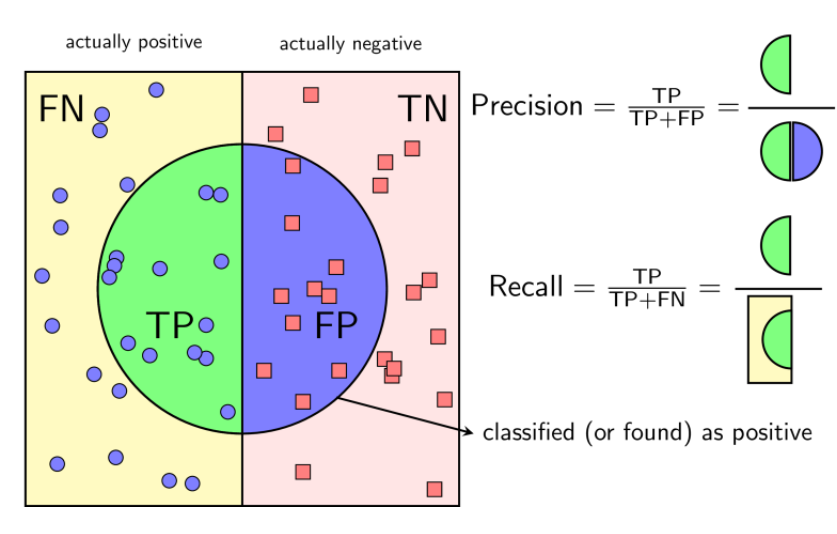 actually positive
actually negative
FN
TN
TP
FP
Precision = TP / TP+FP =
Recall = TP / TP+FN =
classified (or found) as positive